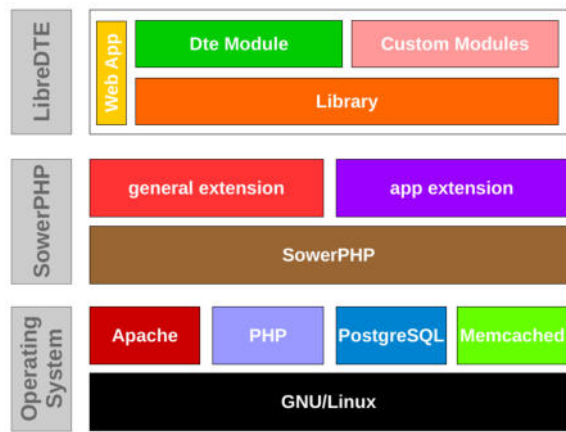 LibreDTE
Web App
Dte Module
Custom Modules
Library
SowerPHP
general extension
app extension
SowerPHP
Operating
System
Apache
PHP
PostgreSQL
Memcached
GNU/Linux